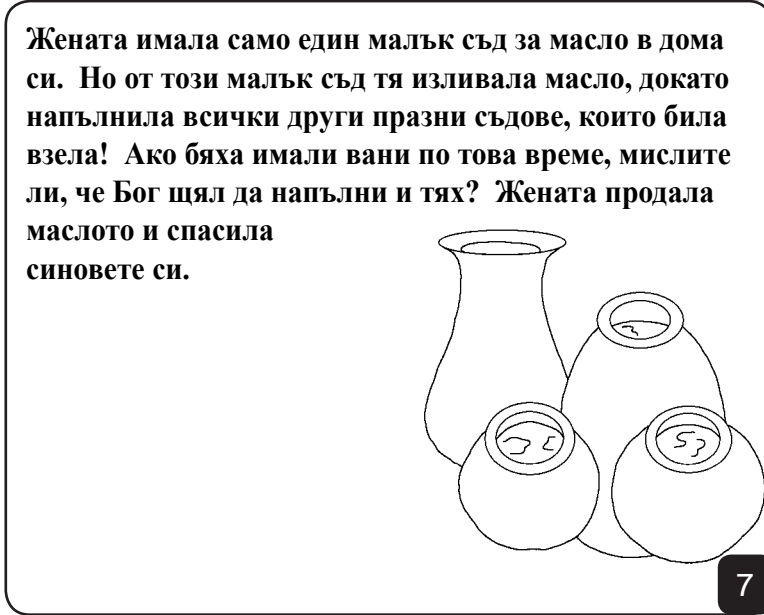 Жената имала само един малък съд за масло в дома
си. Но от този малък съд тя изливала масло, докато
напълнила всички други празни съдове, които била
взела! Ако бяха имали вани по това време, мислите
ли, че Бог щял да напълни и тях? Жената продала
маслото и спасила
синовете си.
7